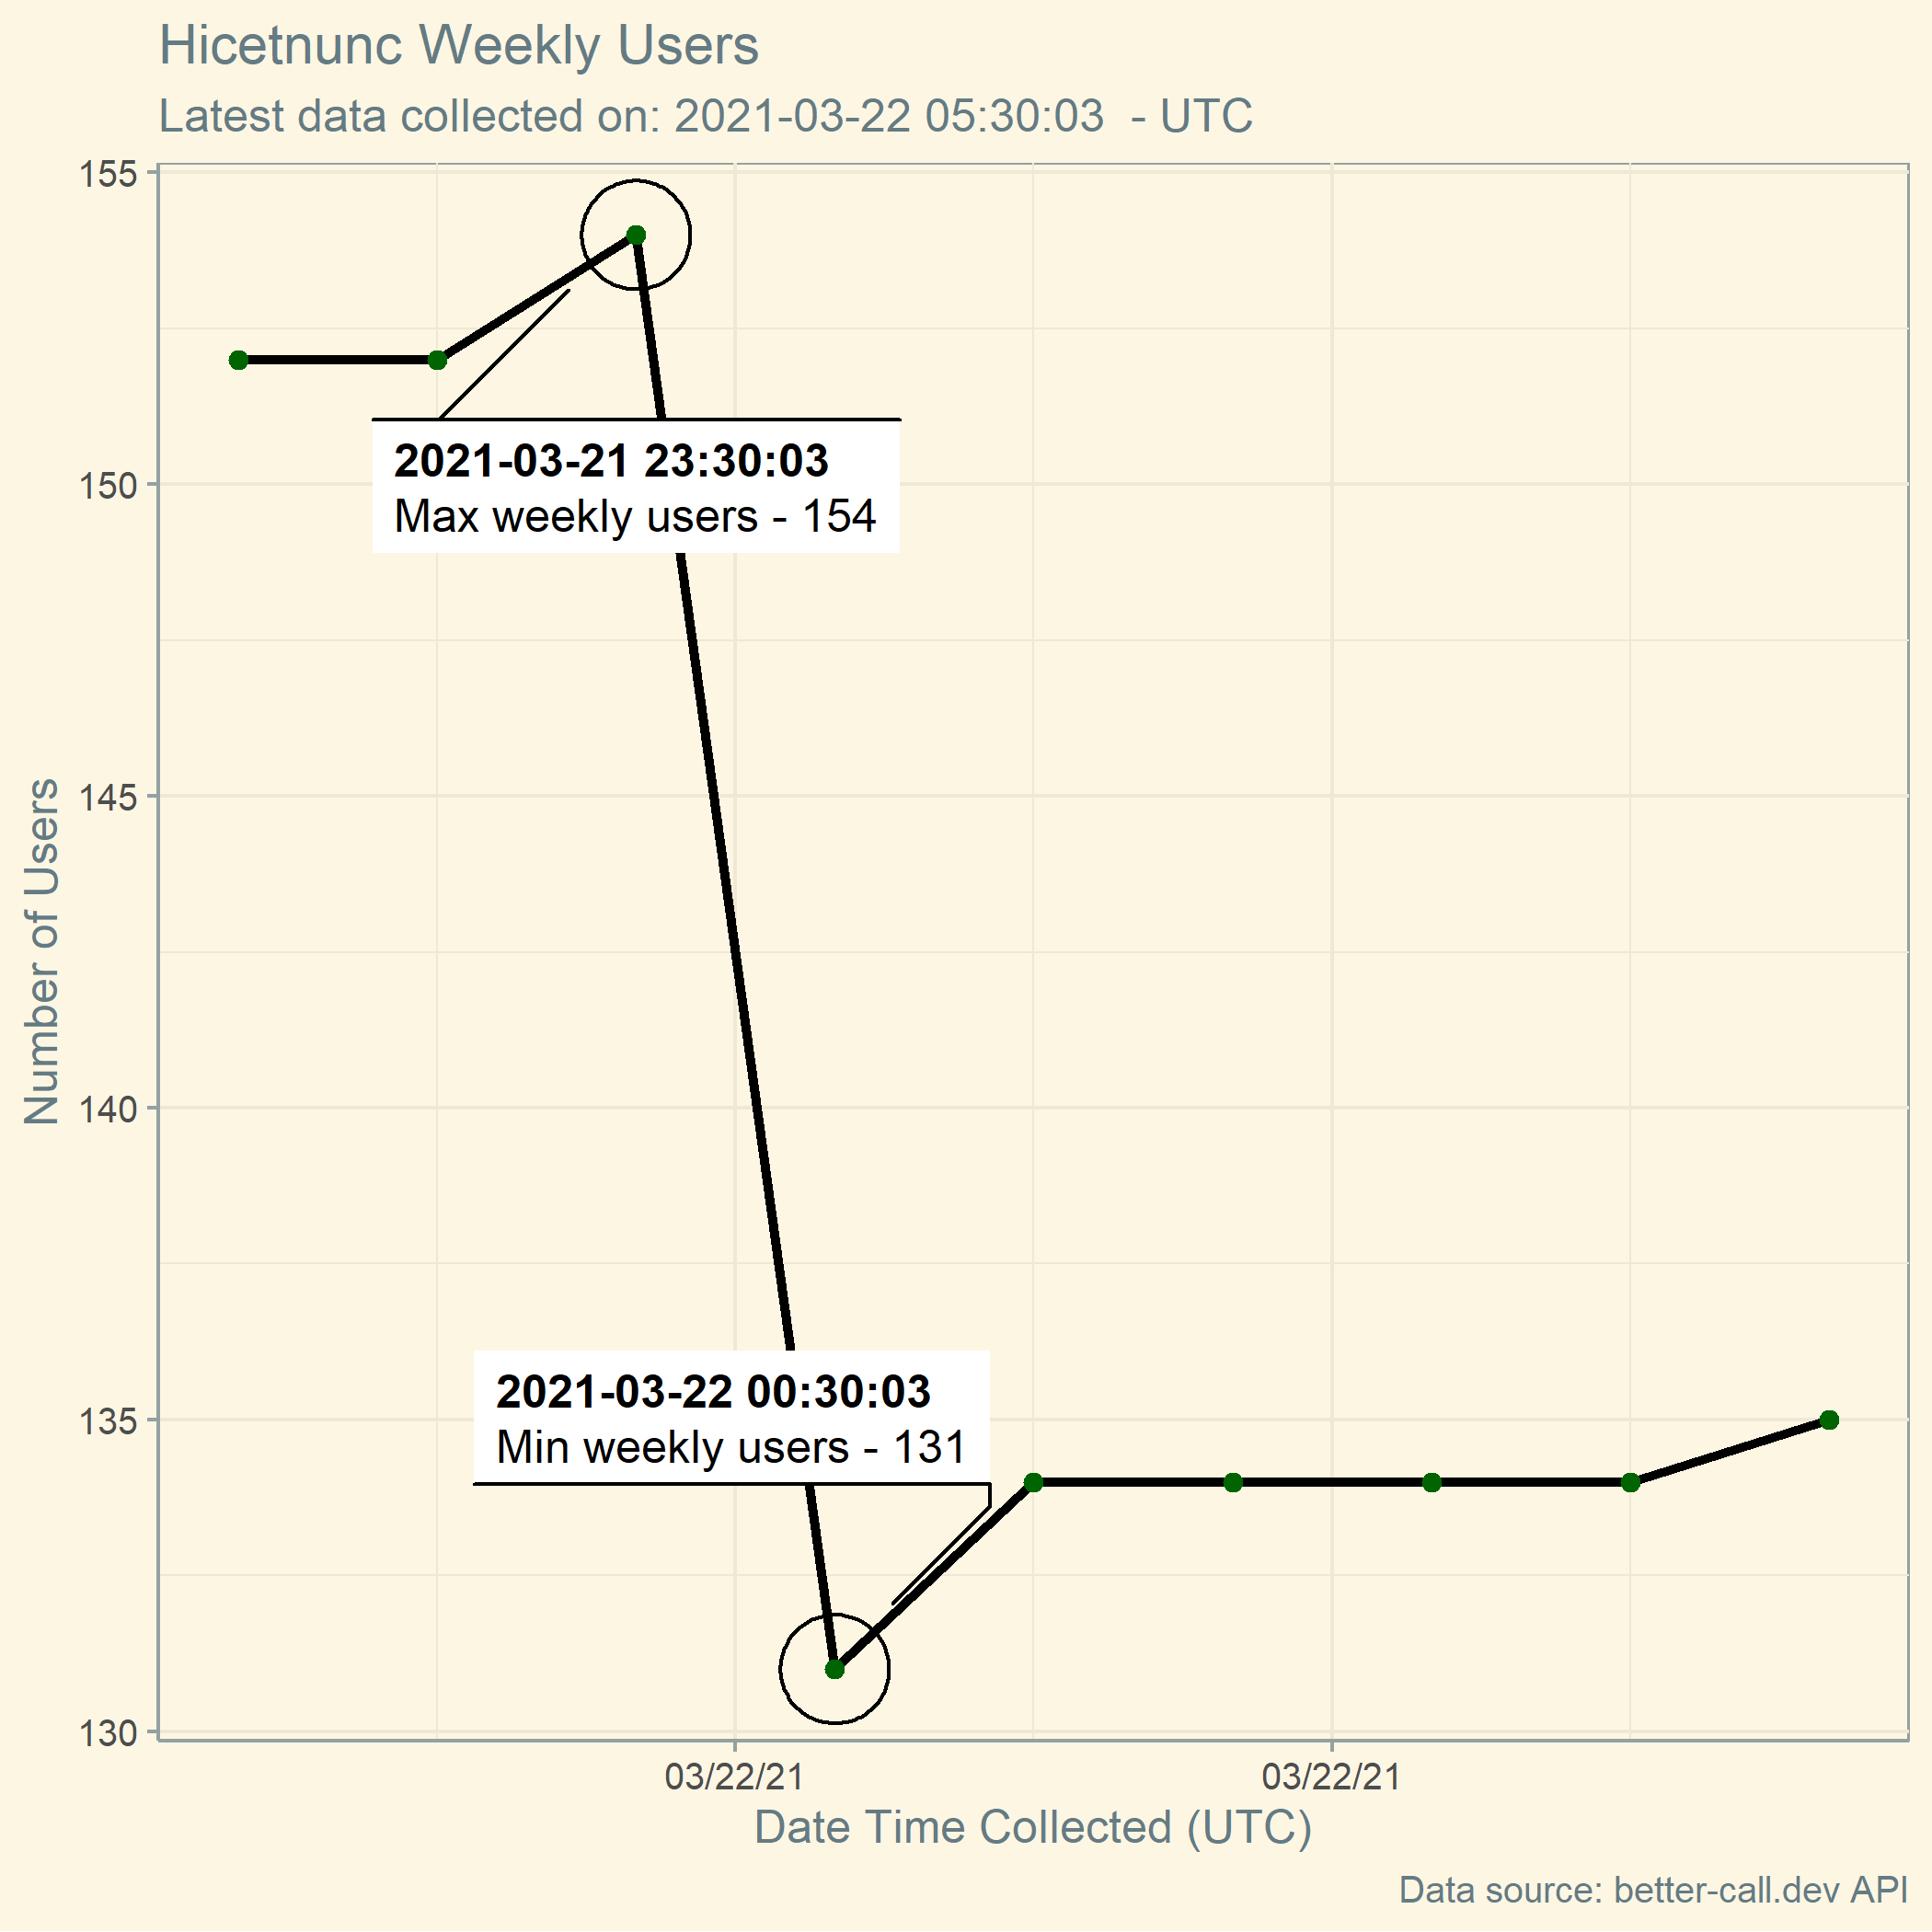 Hicetnunc Weekly Users
Latest data collected on: 2021-03-22 05:30:03  - UTC
155
2021-03-21 23:30:03
Max weekly users - 154
150
145
Number of Users
140
2021-03-22 00:30:03
Min weekly users - 131
135
130
03/22/21 03/22/21
Date Time Collected (UTC)
Data source: better-call.dev API